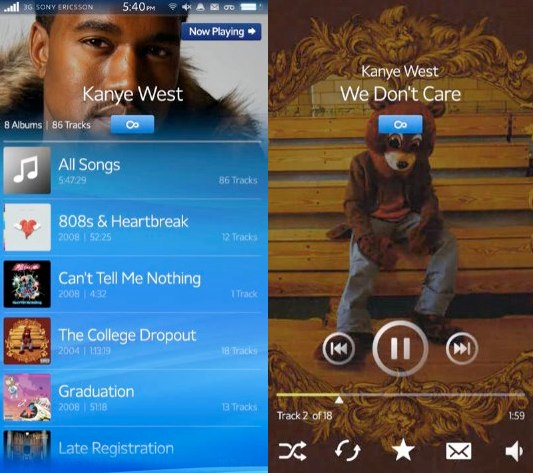 3G SONY ERICSSON 5:40PM
Now Playing
Kanye West
8 Albums | 86 Tracks
All Songs
5:47:29 86 Tracks
808s & Heartbreak
2008 | 52:25 12 Tracks
Can't Tell Me Nothing
2008 | 4:32 1 Track
The College Dropout
2004 | 1:13:19 18 Tracks
Graduation
2008 | 51:18 13 Tracks
Late Registration
Kanye West
We Don't Care
Track 2 of 18 1:59